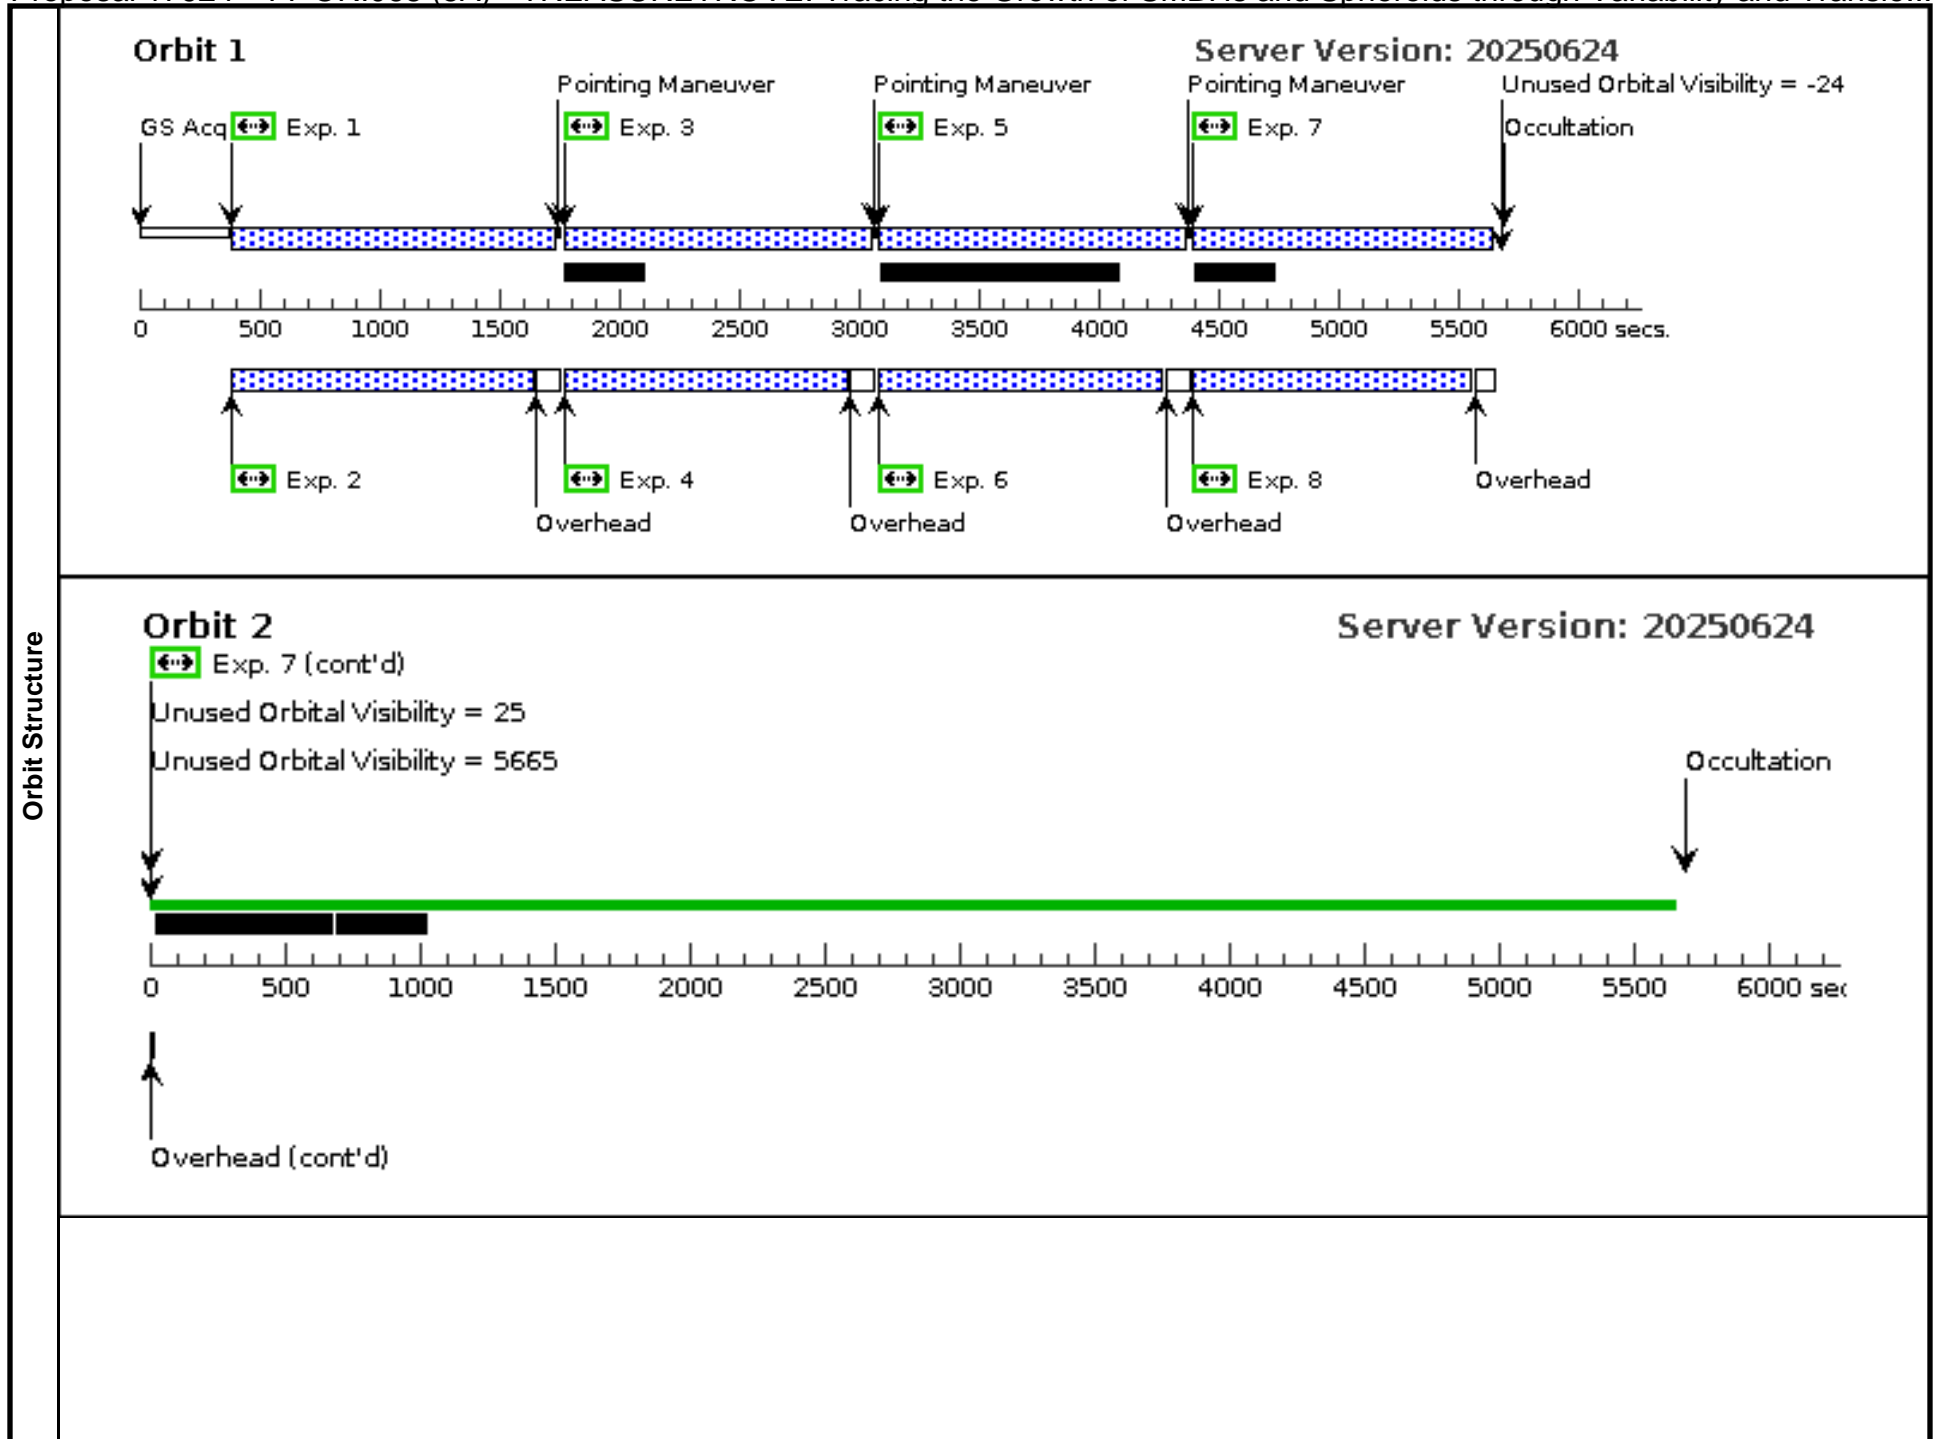 Orbit Structure
Orbit 1
Server Version: 20250624
Pointing Maneuver
Pointing Maneuver
Pointing Maneuver
Unused Orbital Visibility = -24
GS Acq
Exp. 1
Exp. 3
Exp. 5
Exp. 7
Occultation
0 500 1000 1500 2000 2500 3000 3500 4000 4500 5000 5500 6000 secs.
Exp. 2
Exp. 4
Exp. 6
Exp. 8
Overhead
Overhead
Overhead
Overhead
Orbit 2
Server Version: 20250624
Exp. 7 (cont'd)
Unused Orbital Visibility = 25
Unused Orbital Visibility = 5665
Occultation
0 500 1000 1500 2000 2500 3000 3500 4000 4500 5000 5500 6000 sec
Overhead (cont'd)